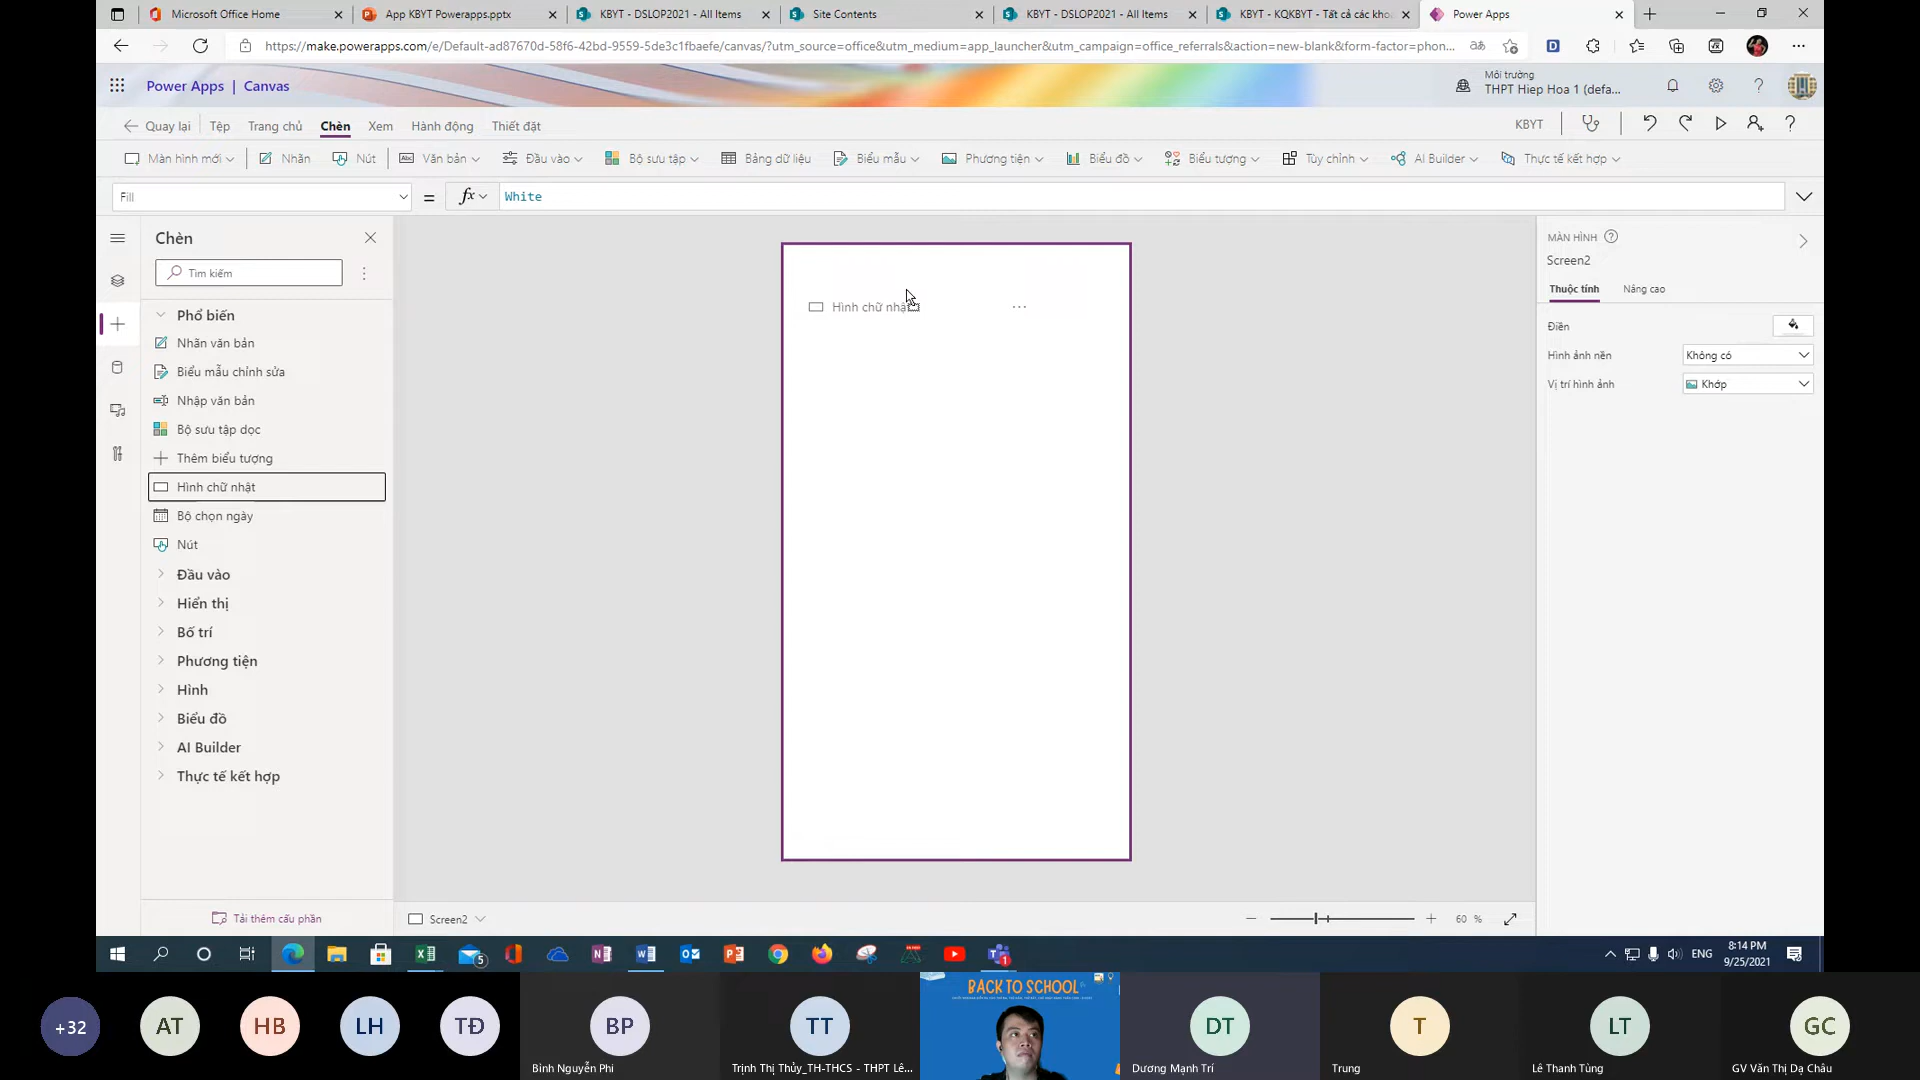 Microsoft Office Home
App KBYT Powerapps.pptx
KBYT - DSLOP2021 - All Items
Site Contents
KBYT - DSLOP2021 - All Items
KBYT - KQKBYT - Tất cả các kho
Power Apps
https://make.powerapps.com/e/Default-ad87670d-58f6-42bd-9559-5de3c1fbaefe/canvas/?utm_source=office&utm_medium=app_launcher&utm_campaign=office_referrals&action=new-blank&form-factor=phon...
Power Apps | Canvas
Môi trường
THPT Hiep Hoa 1 (defa...
Quay lại
Tệp
Trang chủ
Chèn
Xem
Hành động
Thiết đặt
KBYT
Màn hình mới
Nhãn
Nút
Văn bản
Đầu vào
Bộ sưu tập
Bảng dữ liệu
Biểu mẫu
Phương tiện
Biểu đồ
Biểu tượng
Tùy chỉnh
AI Builder
Thực tế kết hợp
Fill
=
fx
White
Chèn
Tìm kiếm
Phổ biến
Nhãn văn bản
Biểu mẫu chỉnh sửa
Nhập văn bản
Bộ sưu tập dọc
Thêm biểu tượng
Hình chữ nhật
Bộ chọn ngày
Nút
Đầu vào
Hiển thị
Bố trí
Phương tiện
Hình
Biểu đồ
AI Builder
Thực tế kết hợp
Tải thêm cấu phần
Hình chữ nhật
...
MÀN HÌNH
Screen2
Thuộc tính
Nâng cao
Điền
Hình ảnh nền
Không có
Vị trí hình ảnh
Khớp
Screen2
60 %
5
1
ENG
8:14 PM
9/25/2021
+32
AT
HB
LH
TĐ
BP
Bình Nguyễn Phi
TT
Trịnh Thị Thủy_TH-THCS - THPT Lê...
BACK TO SCHOOL
DT
Dương Mạnh Trí
T
Trung
LT
Lê Thanh Tùng
GC
GV Văn Thị Dạ Châu